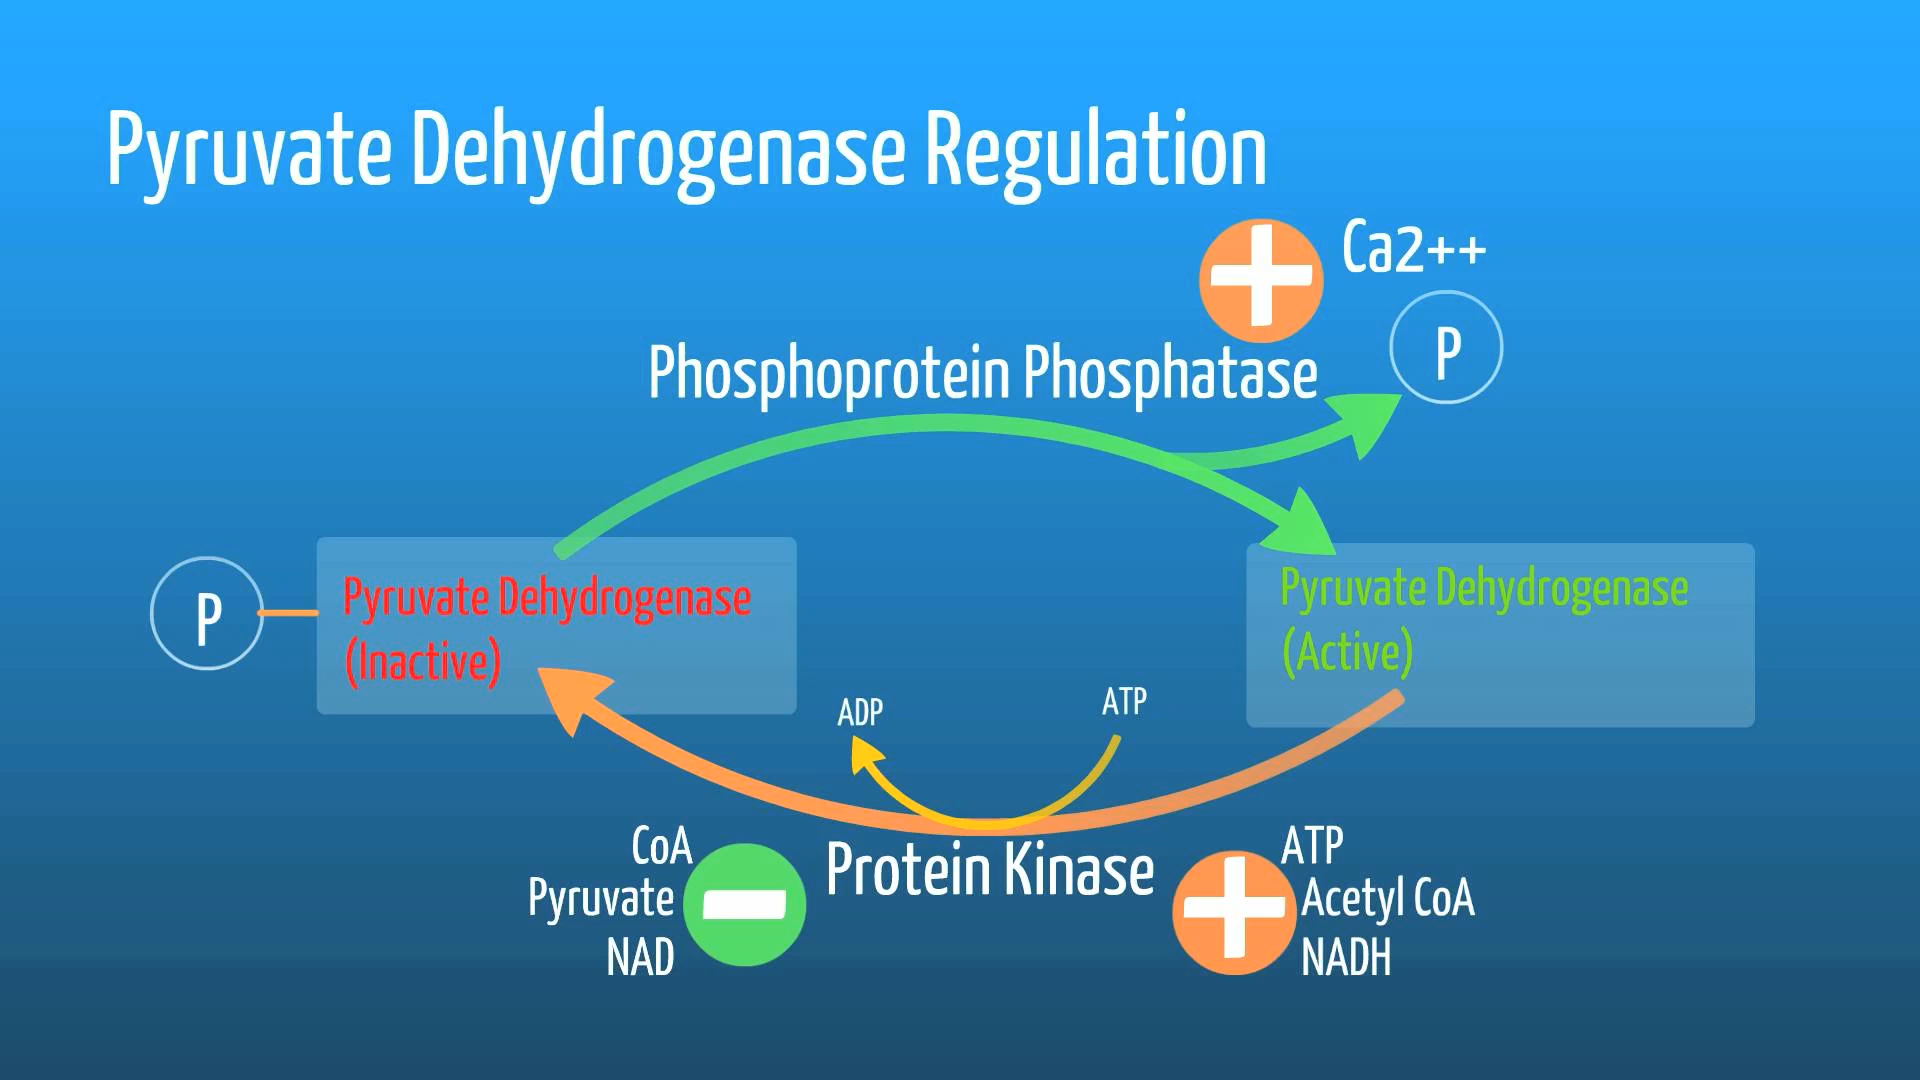 Pyruvate Dehydrogenase Regulation
Ca2++
P
Phosphoprotein Phosphatase
P
Pyruvate Dehydrogenase
(Inactive)
Pyruvate Dehydrogenase
(Active)
ADP
ATP
CoA
Pyruvate
NAD
Protein Kinase
ATP
Acetyl CoA
NADH